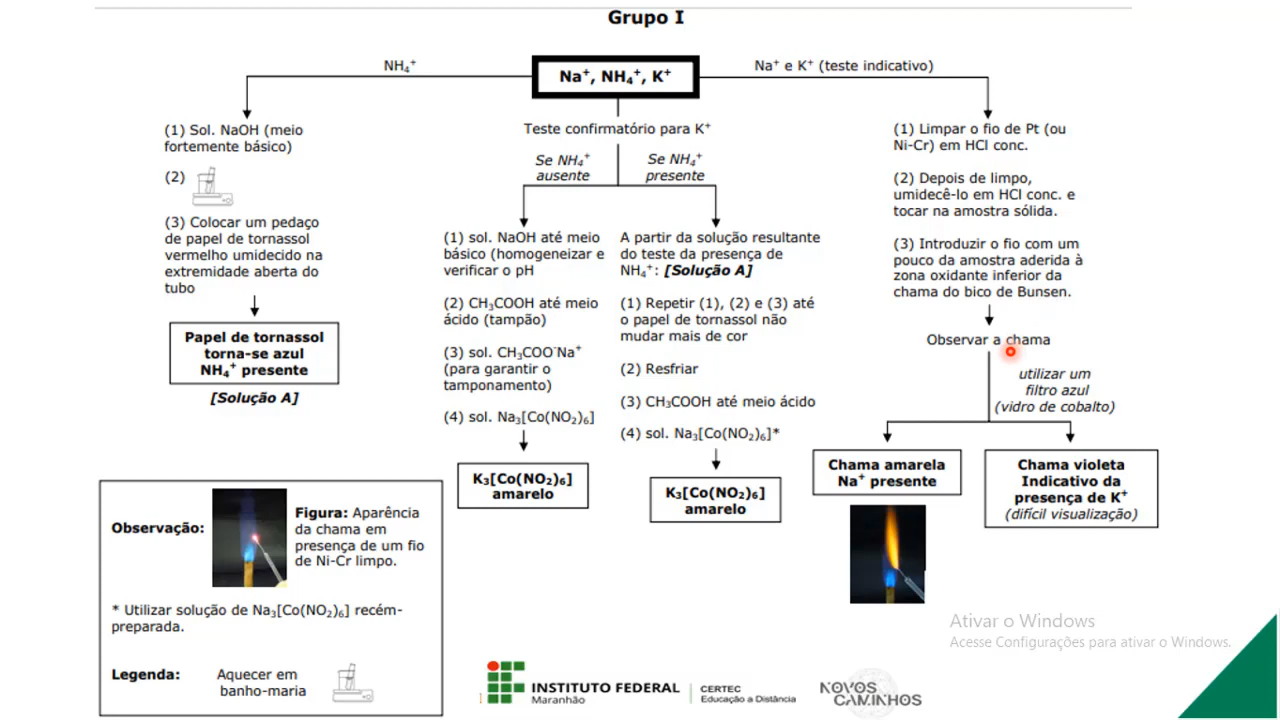 Grupo I
NH₄⁺
Na⁺, NH₄⁺, K⁺
Na⁺ e K⁺ (teste indicativo)
(1) Sol. NaOH (meio
fortemente básico)
(2)
(3) Colocar um pedaço
de papel de tornassol
vermelho umidecido na
extremidade aberta do
tubo
Papel de tornassol
torna-se azul
NH₄⁺ presente
[Solução A]
Teste confirmatório para K⁺
Se NH₄⁺
ausente
Se NH₄⁺
presente
(1) sol. NaOH até meio
básico (homogeneizar e
verificar o pH
(2) CH₃COOH até meio
ácido (tampão)
(3) sol. CH₃COO⁻Na⁺
(para garantir o
tamponamento)
(4) sol. Na₃[Co(NO₂)₆]
K₃[Co(NO₂)₆]
amarelo
A partir da solução resultante
do teste da presença de
NH₄⁺: [Solução A]
(1) Repetir (1), (2) e (3) até
o papel de tornassol não
mudar mais de cor
(2) Resfriar
(3) CH₃COOH até meio ácido
(4) sol. Na₃[Co(NO₂)₆]*
K₃[Co(NO₂)₆]
amarelo
(1) Limpar o fio de Pt (ou
Ni-Cr) em HCl conc.
(2) Depois de limpo,
umidecê-lo em HCl conc. e
tocar na amostra sólida.
(3) Introduzir o fio com um
pouco da amostra aderida à
zona oxidante inferior da
chama do bico de Bunsen.
Observar a chama
utilizar um
filtro azul
(vidro de cobalto)
Chama amarela
Na⁺ presente
Chama violeta
Indicativo da
presença de K⁺
(difícil visualização)
Observação:
Figura: Aparência
da chama em
presença de um fio
de Ni-Cr limpo.
* Utilizar solução de Na₃[Co(NO₂)₆] recém-
preparada.
Legenda:
Aquecer em
banho-maria
INSTITUTO FEDERAL
Maranhão
CERTEC
Educação a Distância
NOVOS
CAMINHOS
Ativar o Windows
Acesse Configurações para ativar o Windows.